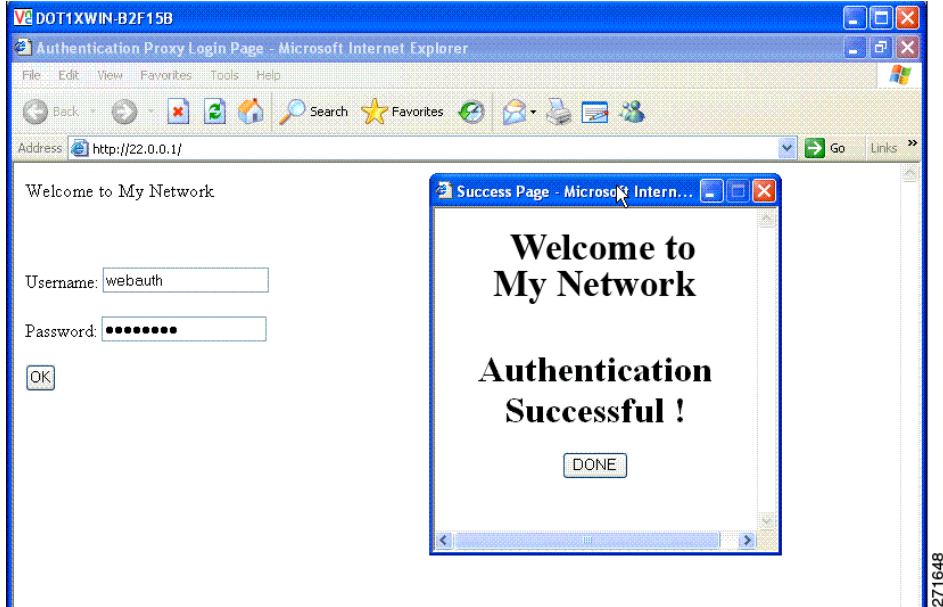 V2 DOT1XWIN-B2F15B
Authentication Proxy Login Page - Microsoft Internet Explorer
File Edit View Favorites Tools Help
Back Search Favorites
Address http://22.0.0.1/ Go Links »
Welcome to My Network
Username: webauth
Password: ●●●●●●●●
OK
Success Page - Microsoft Intern...
Welcome to
My Network
Authentication
Successful !
DONE
271648